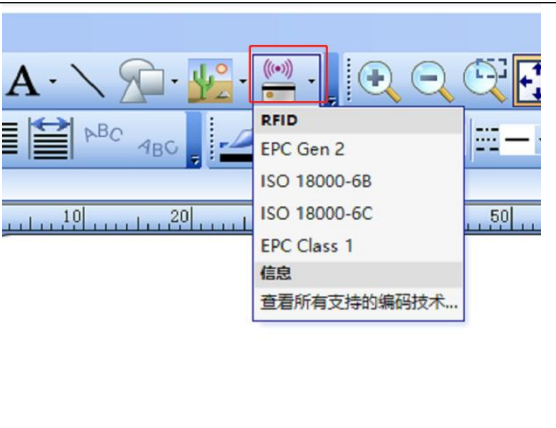 A
ABC
ABC
RFID
EPC Gen 2
ISO 18000-6B
ISO 18000-6C
EPC Class 1
信息
查看所有支持的编码技术...
10 20 50